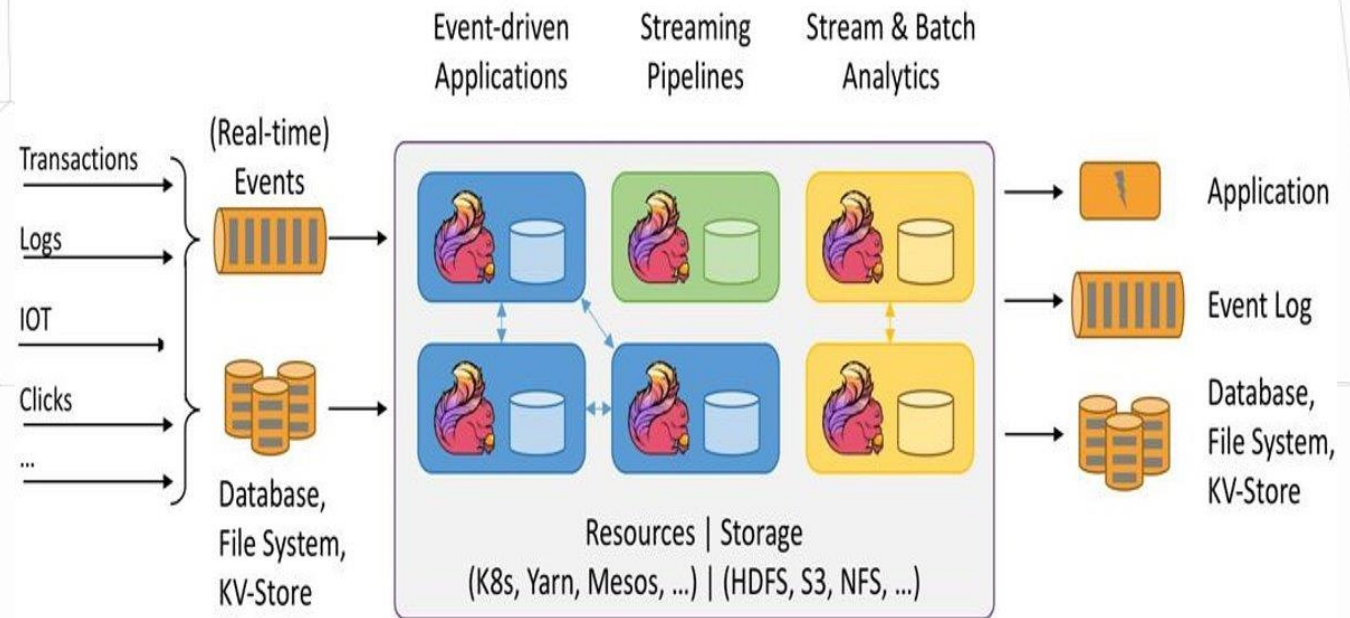 Event-driven
Applications
Streaming
Pipelines
Stream & Batch
Analytics
Transactions
Logs
IOT
Clicks
...
(Real-time)
Events
Database,
File System,
KV-Store
Resources | Storage
(K8s, Yarn, Mesos, ...) | (HDFS, S3, NFS, ...)
Application
Event Log
Database,
File System,
KV-Store